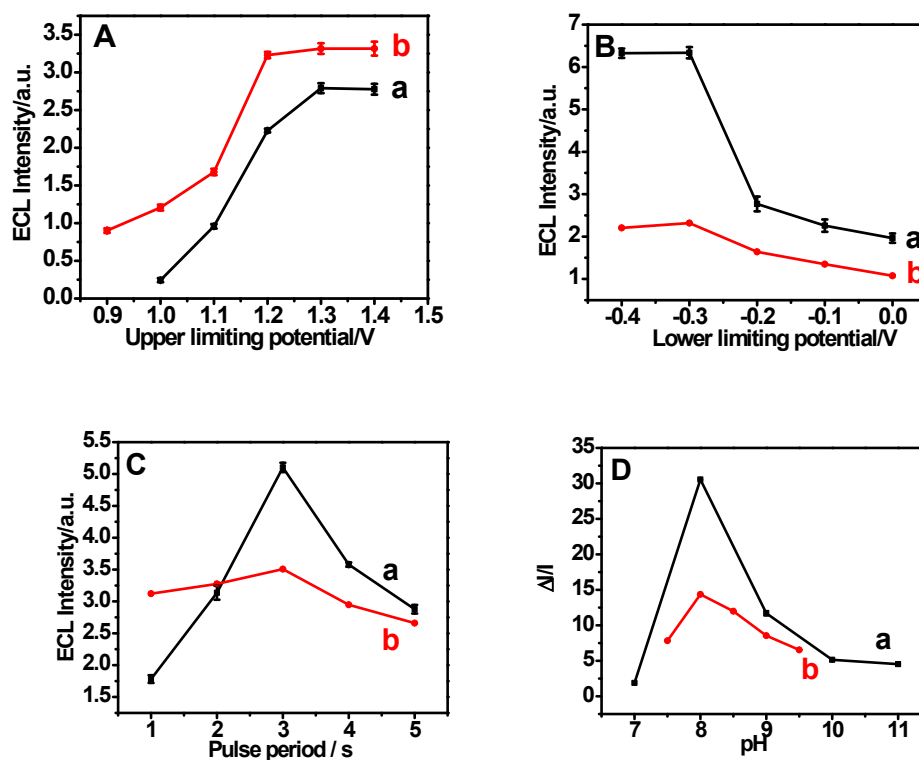 A
b
a
ECL Intensity/a.u.
3.5
3.0
2.5
2.0
1.5
1.0
0.5
0.0
0.9 1.0 1.1 1.2 1.3 1.4 1.5
Upper limiting potential/V
B
a
b
ECL Intensity/a.u.
7
6
5
4
3
2
1
-0.4 -0.3 -0.2 -0.1 0.0
Lower limiting potential/V
C
a
b
ECL Intensity/a.u.
5.5
5.0
4.5
4.0
3.5
3.0
2.5
2.0
1.5
1 2 3 4 5
Pulse period / s
D
a
b
ΔI/I
35
30
25
20
15
10
5
0
7 8 9 10 11
pH